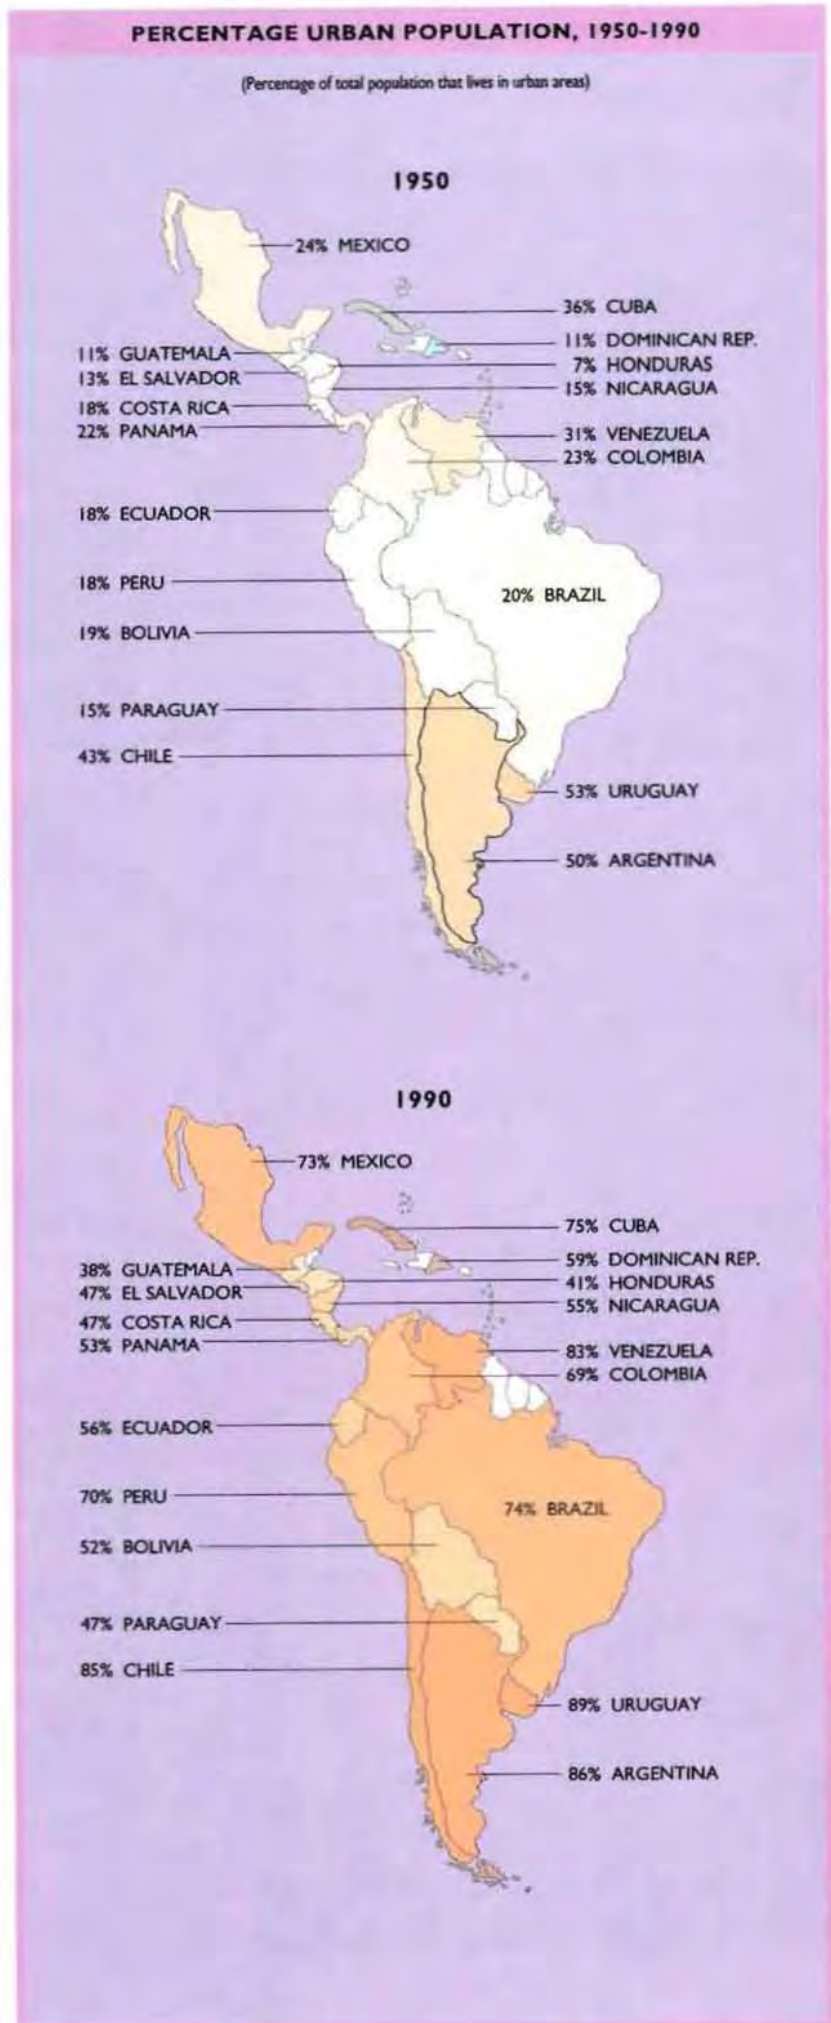 PERCENTAGE URBAN POPULATION, 1950-1990
(Percentage of total population that lives in urban areas)
1950
24% MEXICO
36% CUBA
11% DOMINICAN REP.
11% GUATEMALA
7% HONDURAS
13% EL SALVADOR
15% NICARAGUA
18% COSTA RICA
22% PANAMA
31% VENEZUELA
23% COLOMBIA
18% ECUADOR
18% PERU
20% BRAZIL
19% BOLIVIA
15% PARAGUAY
43% CHILE
53% URUGUAY
50% ARGENTINA
1990
73% MEXICO
75% CUBA
59% DOMINICAN REP.
38% GUATEMALA
41% HONDURAS
47% EL SALVADOR
55% NICARAGUA
47% COSTA RICA
53% PANAMA
83% VENEZUELA
69% COLOMBIA
56% ECUADOR
70% PERU
74% BRAZIL
52% BOLIVIA
47% PARAGUAY
85% CHILE
89% URUGUAY
86% ARGENTINA